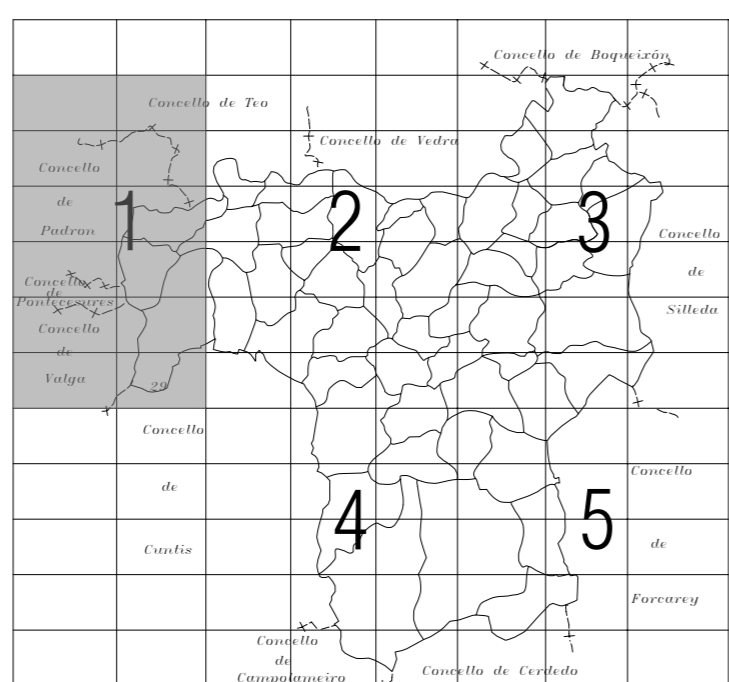 Concello de Boqueixón
Concello de Teo
Concello de Vedra
Concello
de
Padron
1
2
3
Concello
de
Silleda
Concello
de
Pontecesures
Concello
de
Valga
29
Concello
de
Cuntis
4
5
Concello
de
Forcarey
Concello
de
Campolameiro
Concello de Cerdedo